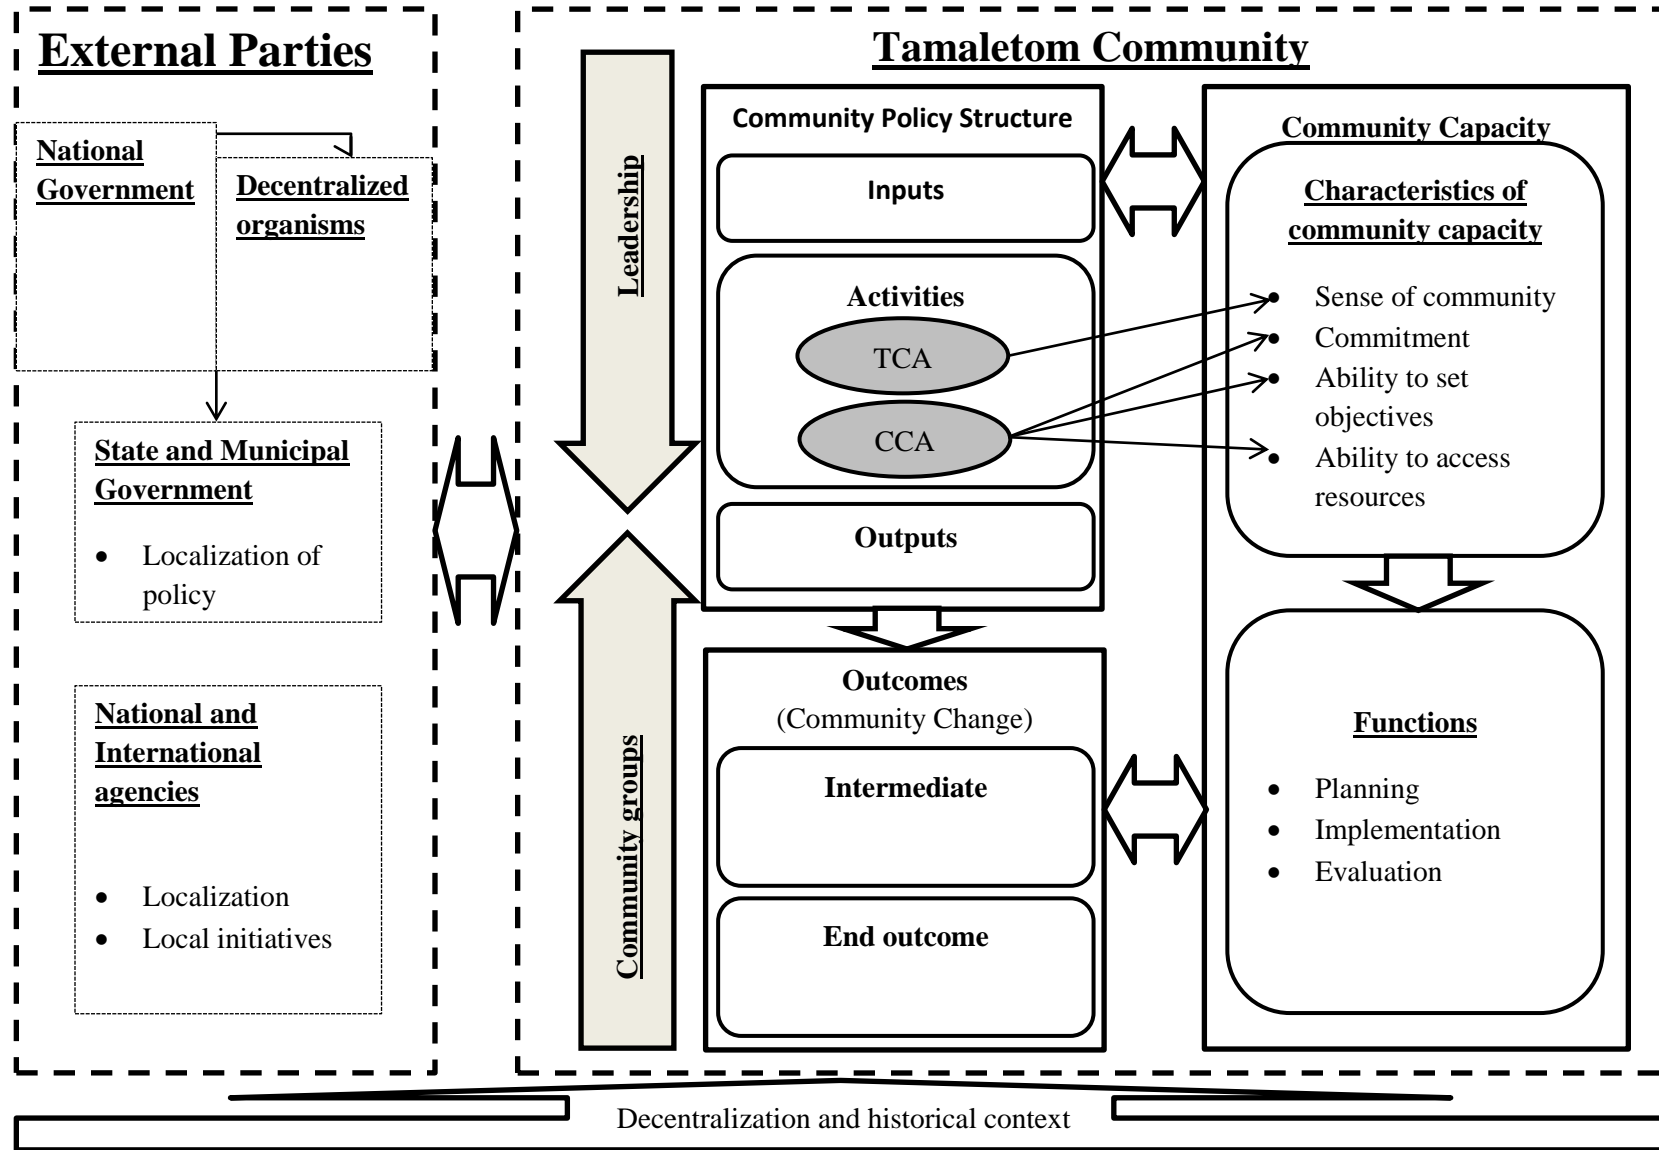 External Parties
National
Government
Decentralized
organisms
State and Municipal
Government
• Localization of
policy
National and
International
agencies
• Localization
• Local initiatives
Tamaletom Community
Leadership
Community groups
Community Policy Structure
Inputs
Activities
TCA
CCA
Outputs
Outcomes
(Community Change)
Intermediate
End outcome
Community Capacity
Characteristics of
community capacity
• Sense of community
• Commitment
• Ability to set
objectives
• Ability to access
resources
Functions
• Planning
• Implementation
• Evaluation
Decentralization and historical context